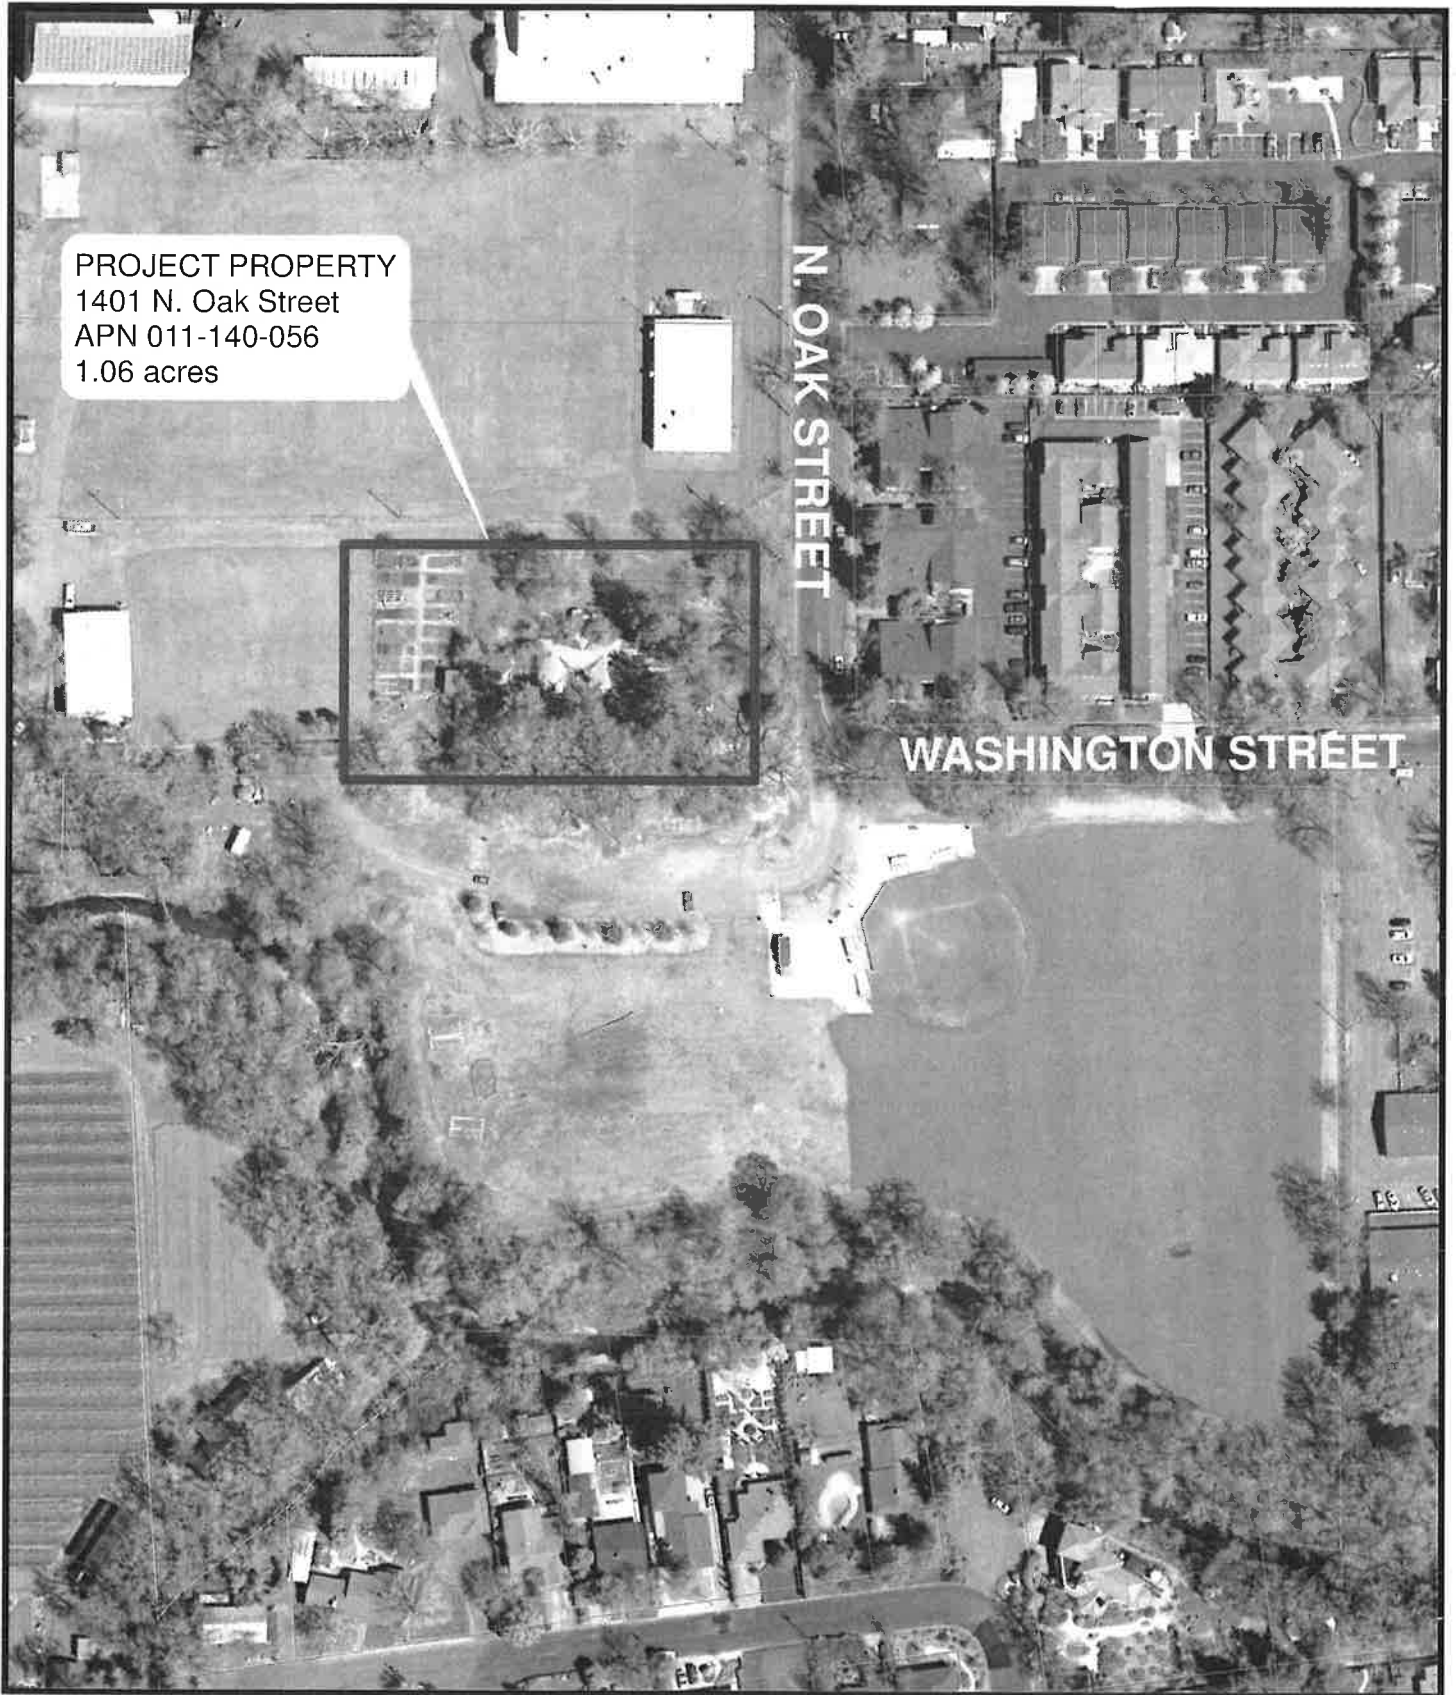 PROJECT PROPERTY
1401 N. Oak Street
APN 011-140-056
1.06 acres
N. OAK STREET
WASHINGTON STREET